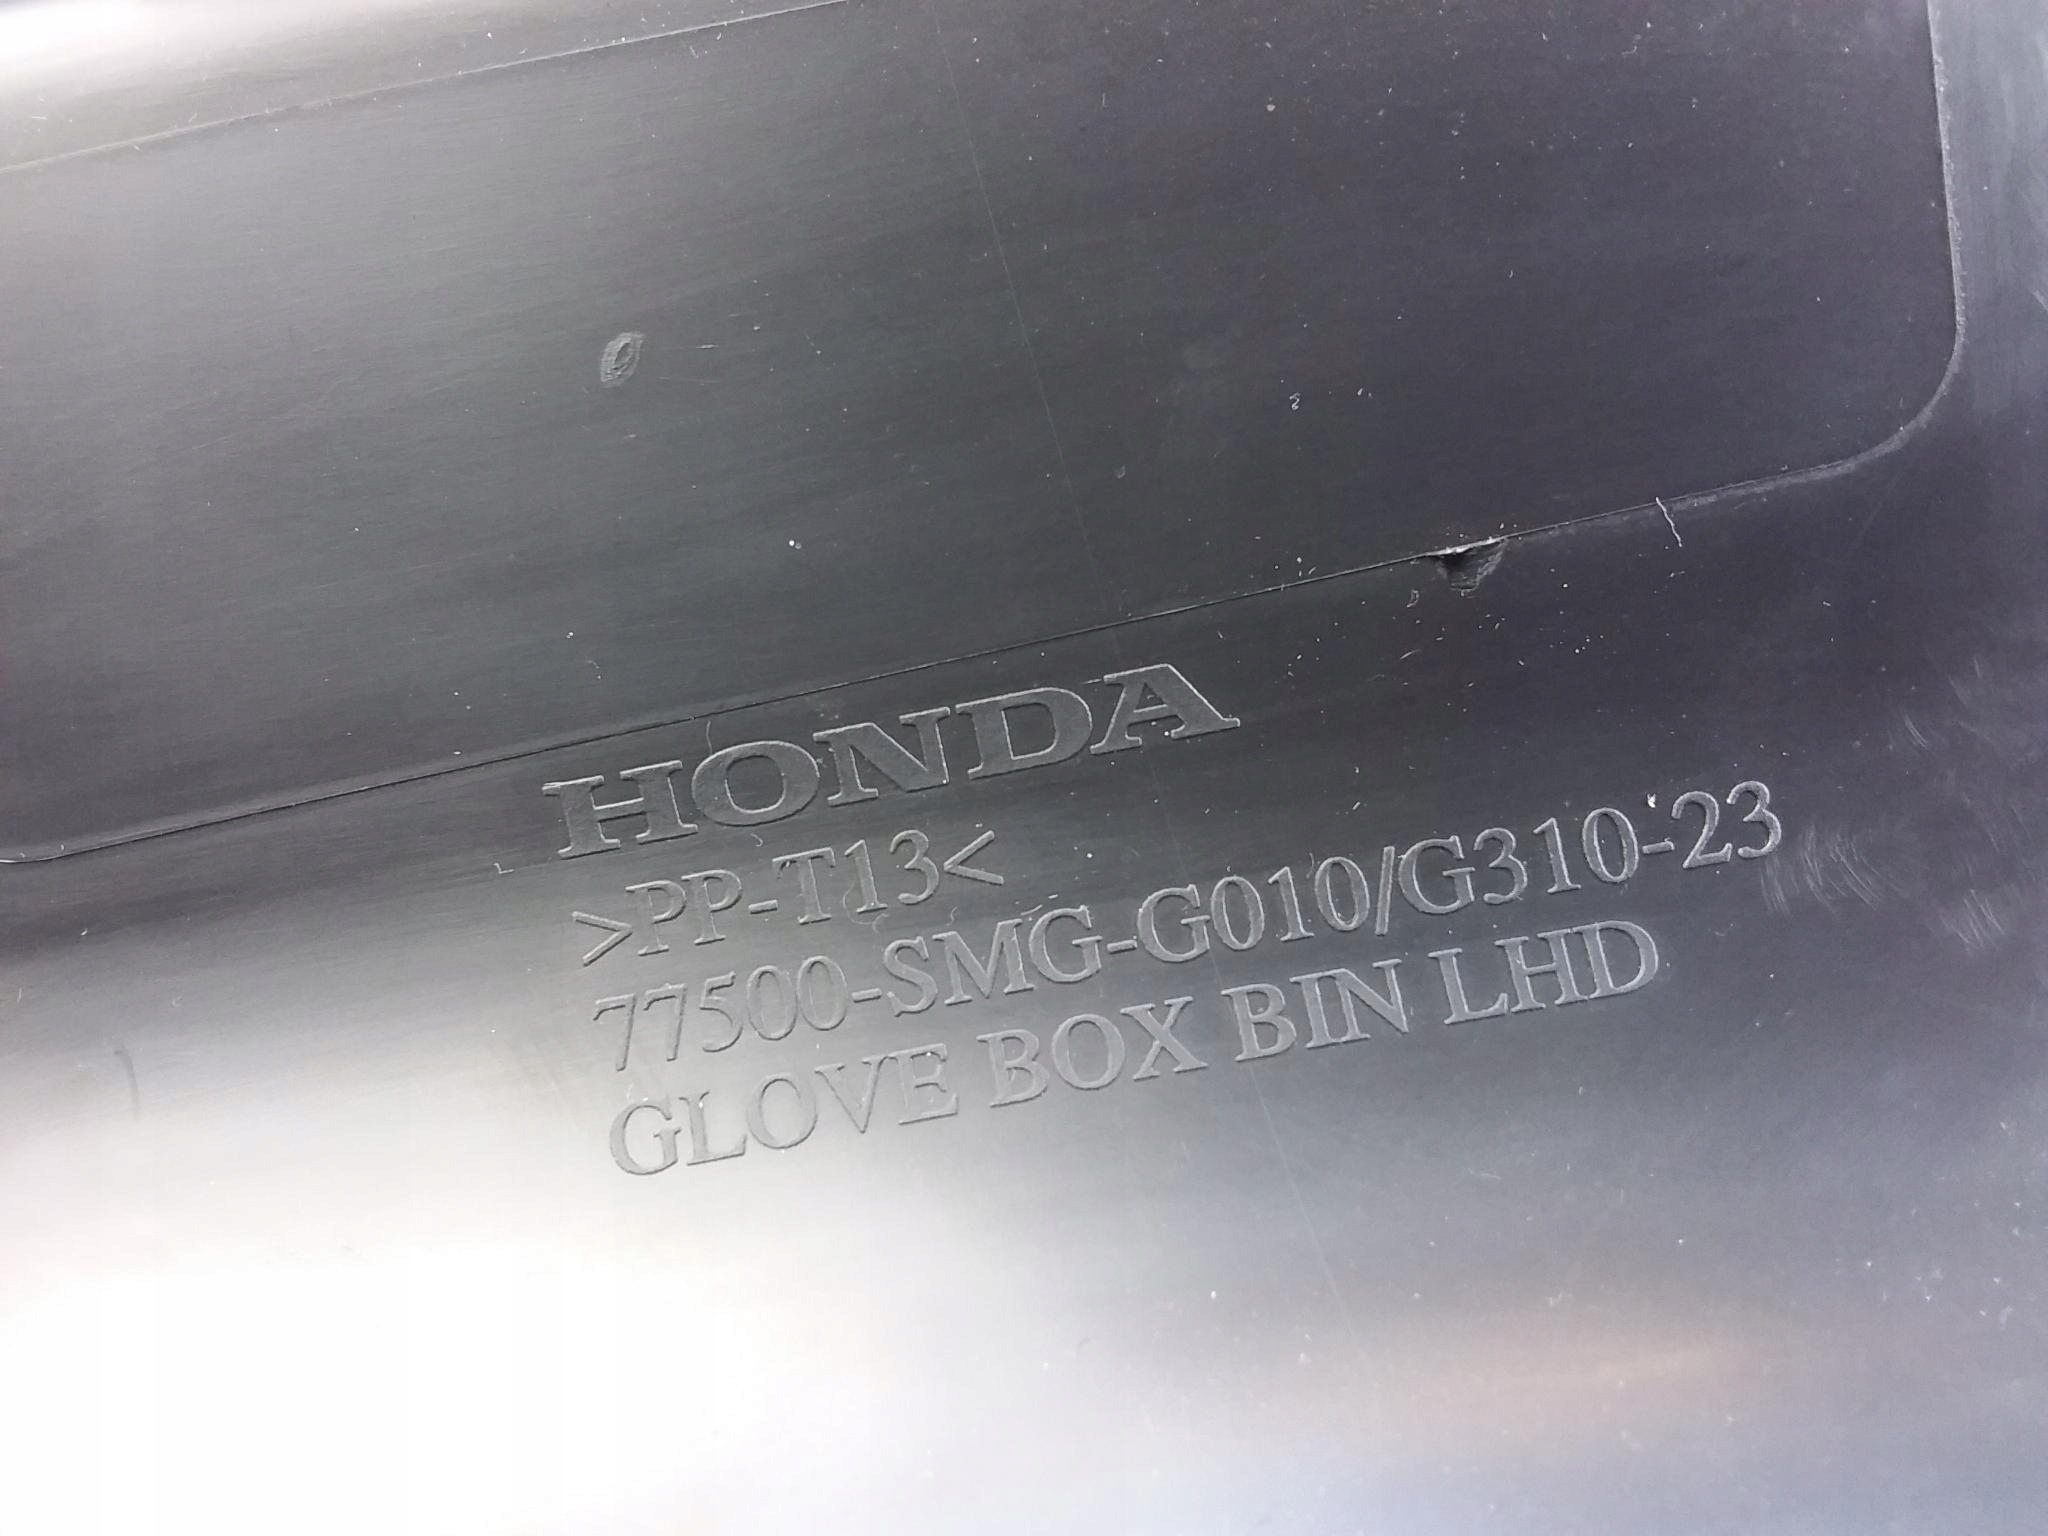 HONDA
>PP-T13<
77500-SMG-G010/G310-23
GLOVE BOX BIN LHD